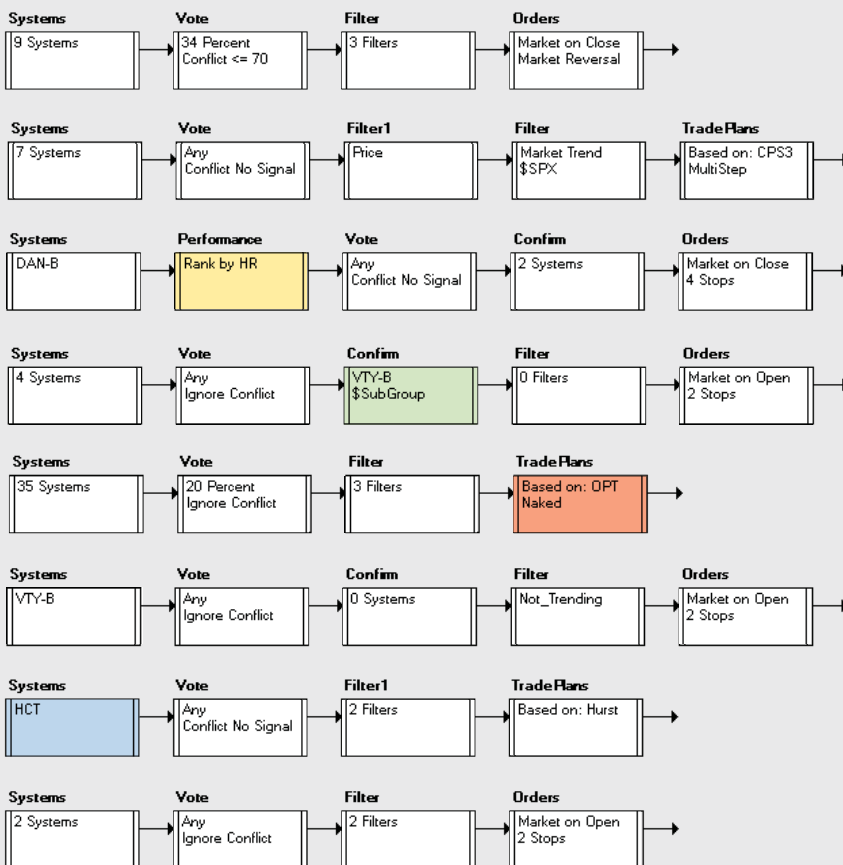 Systems Vote Filter Orders
9 Systems 34 Percent 3 Filters Market on Close
Conflict <= 70 Market Reversal
Systems Vote Filter1 Filter TradePlans
7 Systems Any Price Market Trend Based on: CPS3
Conflict No Signal $SPX MultiStep
Systems Performance Vote Confirm Orders
DAN-B Rank by HR Any 2 Systems Market on Close
Conflict No Signal 4 Stops
Systems Vote Confirm Filter Orders
4 Systems Any VTY-B 0 Filters Market on Open
Ignore Conflict $SubGroup 2 Stops
Systems Vote Filter TradePlans
35 Systems 20 Percent 3 Filters Based on: OPT
Ignore Conflict Naked
Systems Vote Confirm Filter Orders
VTY-B Any 0 Systems Not_Trending Market on Open
Ignore Conflict 2 Stops
Systems Vote Filter1 TradePlans
HCT Any 2 Filters Based on: Hurst
Conflict No Signal
Systems Vote Filter Orders
2 Systems Any 2 Filters Market on Open
Ignore Conflict 2 Stops